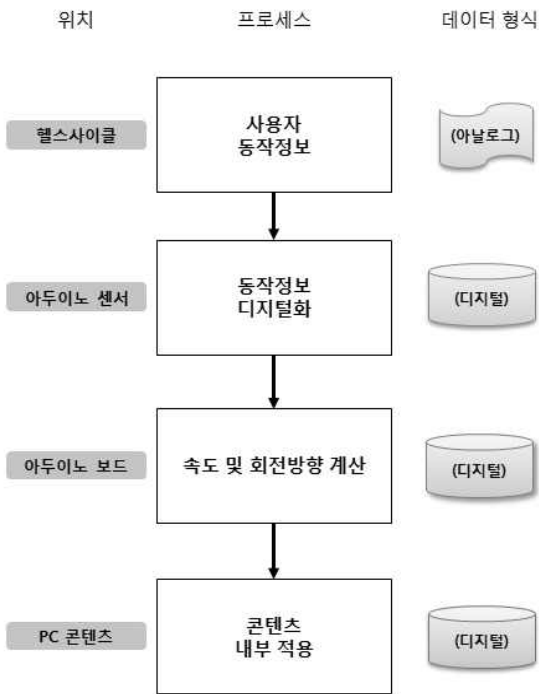 위치 프로세스 데이터 형식
헬스사이클
사용자
동작정보
(아날로그)
아두이노 센서
동작정보
디지털화
(디지털)
아두이노 보드
속도 및 회전방향 계산
(디지털)
PC 콘텐츠
콘텐츠
내부 적용
(디지털)